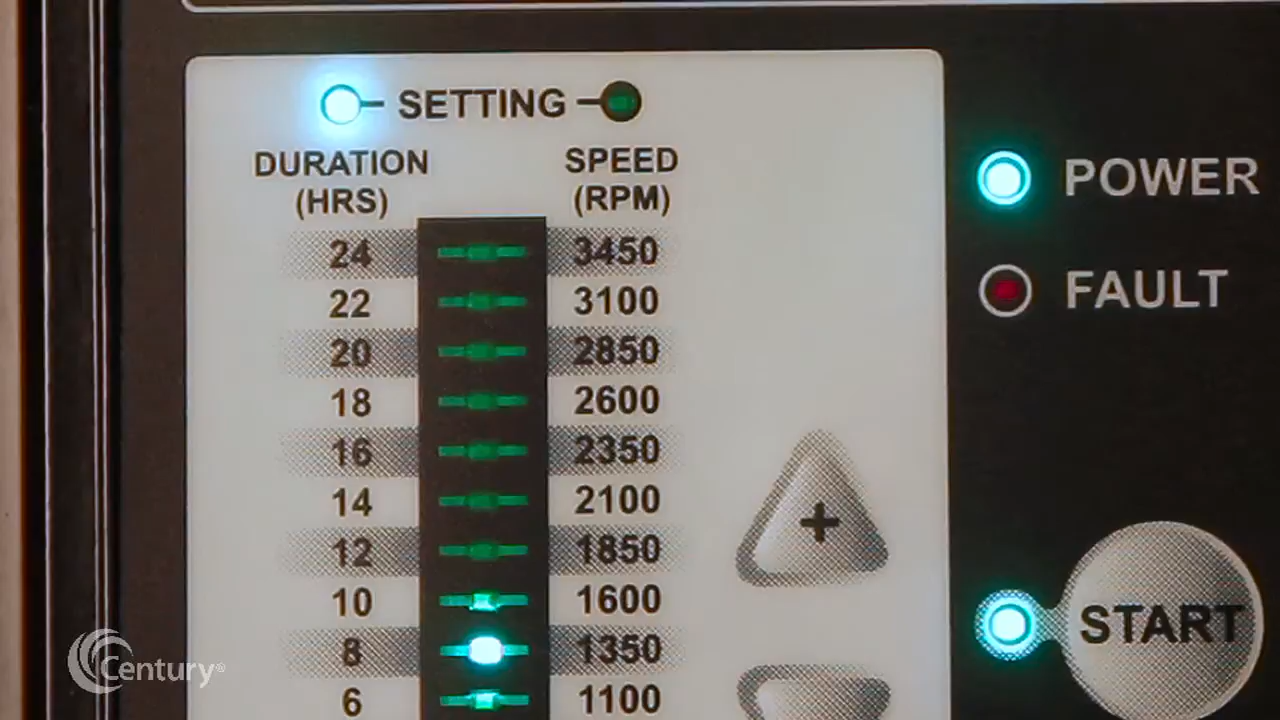 SETTING
DURATION (HRS) SPEED (RPM)
24 3450
22 3100
20 2850
18 2600
16 2350
14 2100
12 1850
10 1600
8 1350
6 1100
+
POWER
FAULT
START
Century®